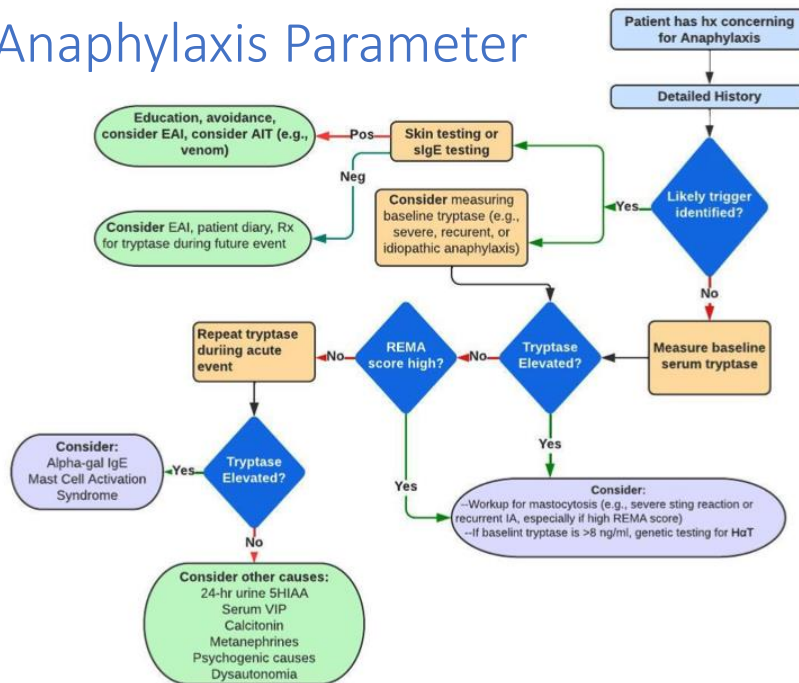 Anaphylaxis Parameter
Patient has hx concerning
for Anaphylaxis
Detailed History
Likely trigger
identified?
Yes
No
Skin testing or
sIgE testing
Pos
Neg
Education, avoidance,
consider EAI, consider AIT (e.g.,
venom)
Consider EAI, patient diary, Rx
for tryptase during future event
Consider measuring
baseline tryptase (e.g.,
severe, recurent, or
idiopathic anaphylaxis)
Measure baseline
serum tryptase
Tryptase
Elevated?
No
Yes
REMA
score high?
No
Yes
Repeat tryptase
duriing acute
event
Tryptase
Elevated?
Yes
No
Consider:
Alpha-gal IgE
Mast Cell Activation
Syndrome
Consider:
--Workup for mastocytosis (e.g., severe sting reaction or
recurrent IA, especially if high REMA score)
--If baselint tryptase is >8 ng/ml, genetic testing for HαT
Consider other causes:
24-hr urine 5HIAA
Serum VIP
Calcitonin
Metanephrines
Psychogenic causes
Dysautonomia